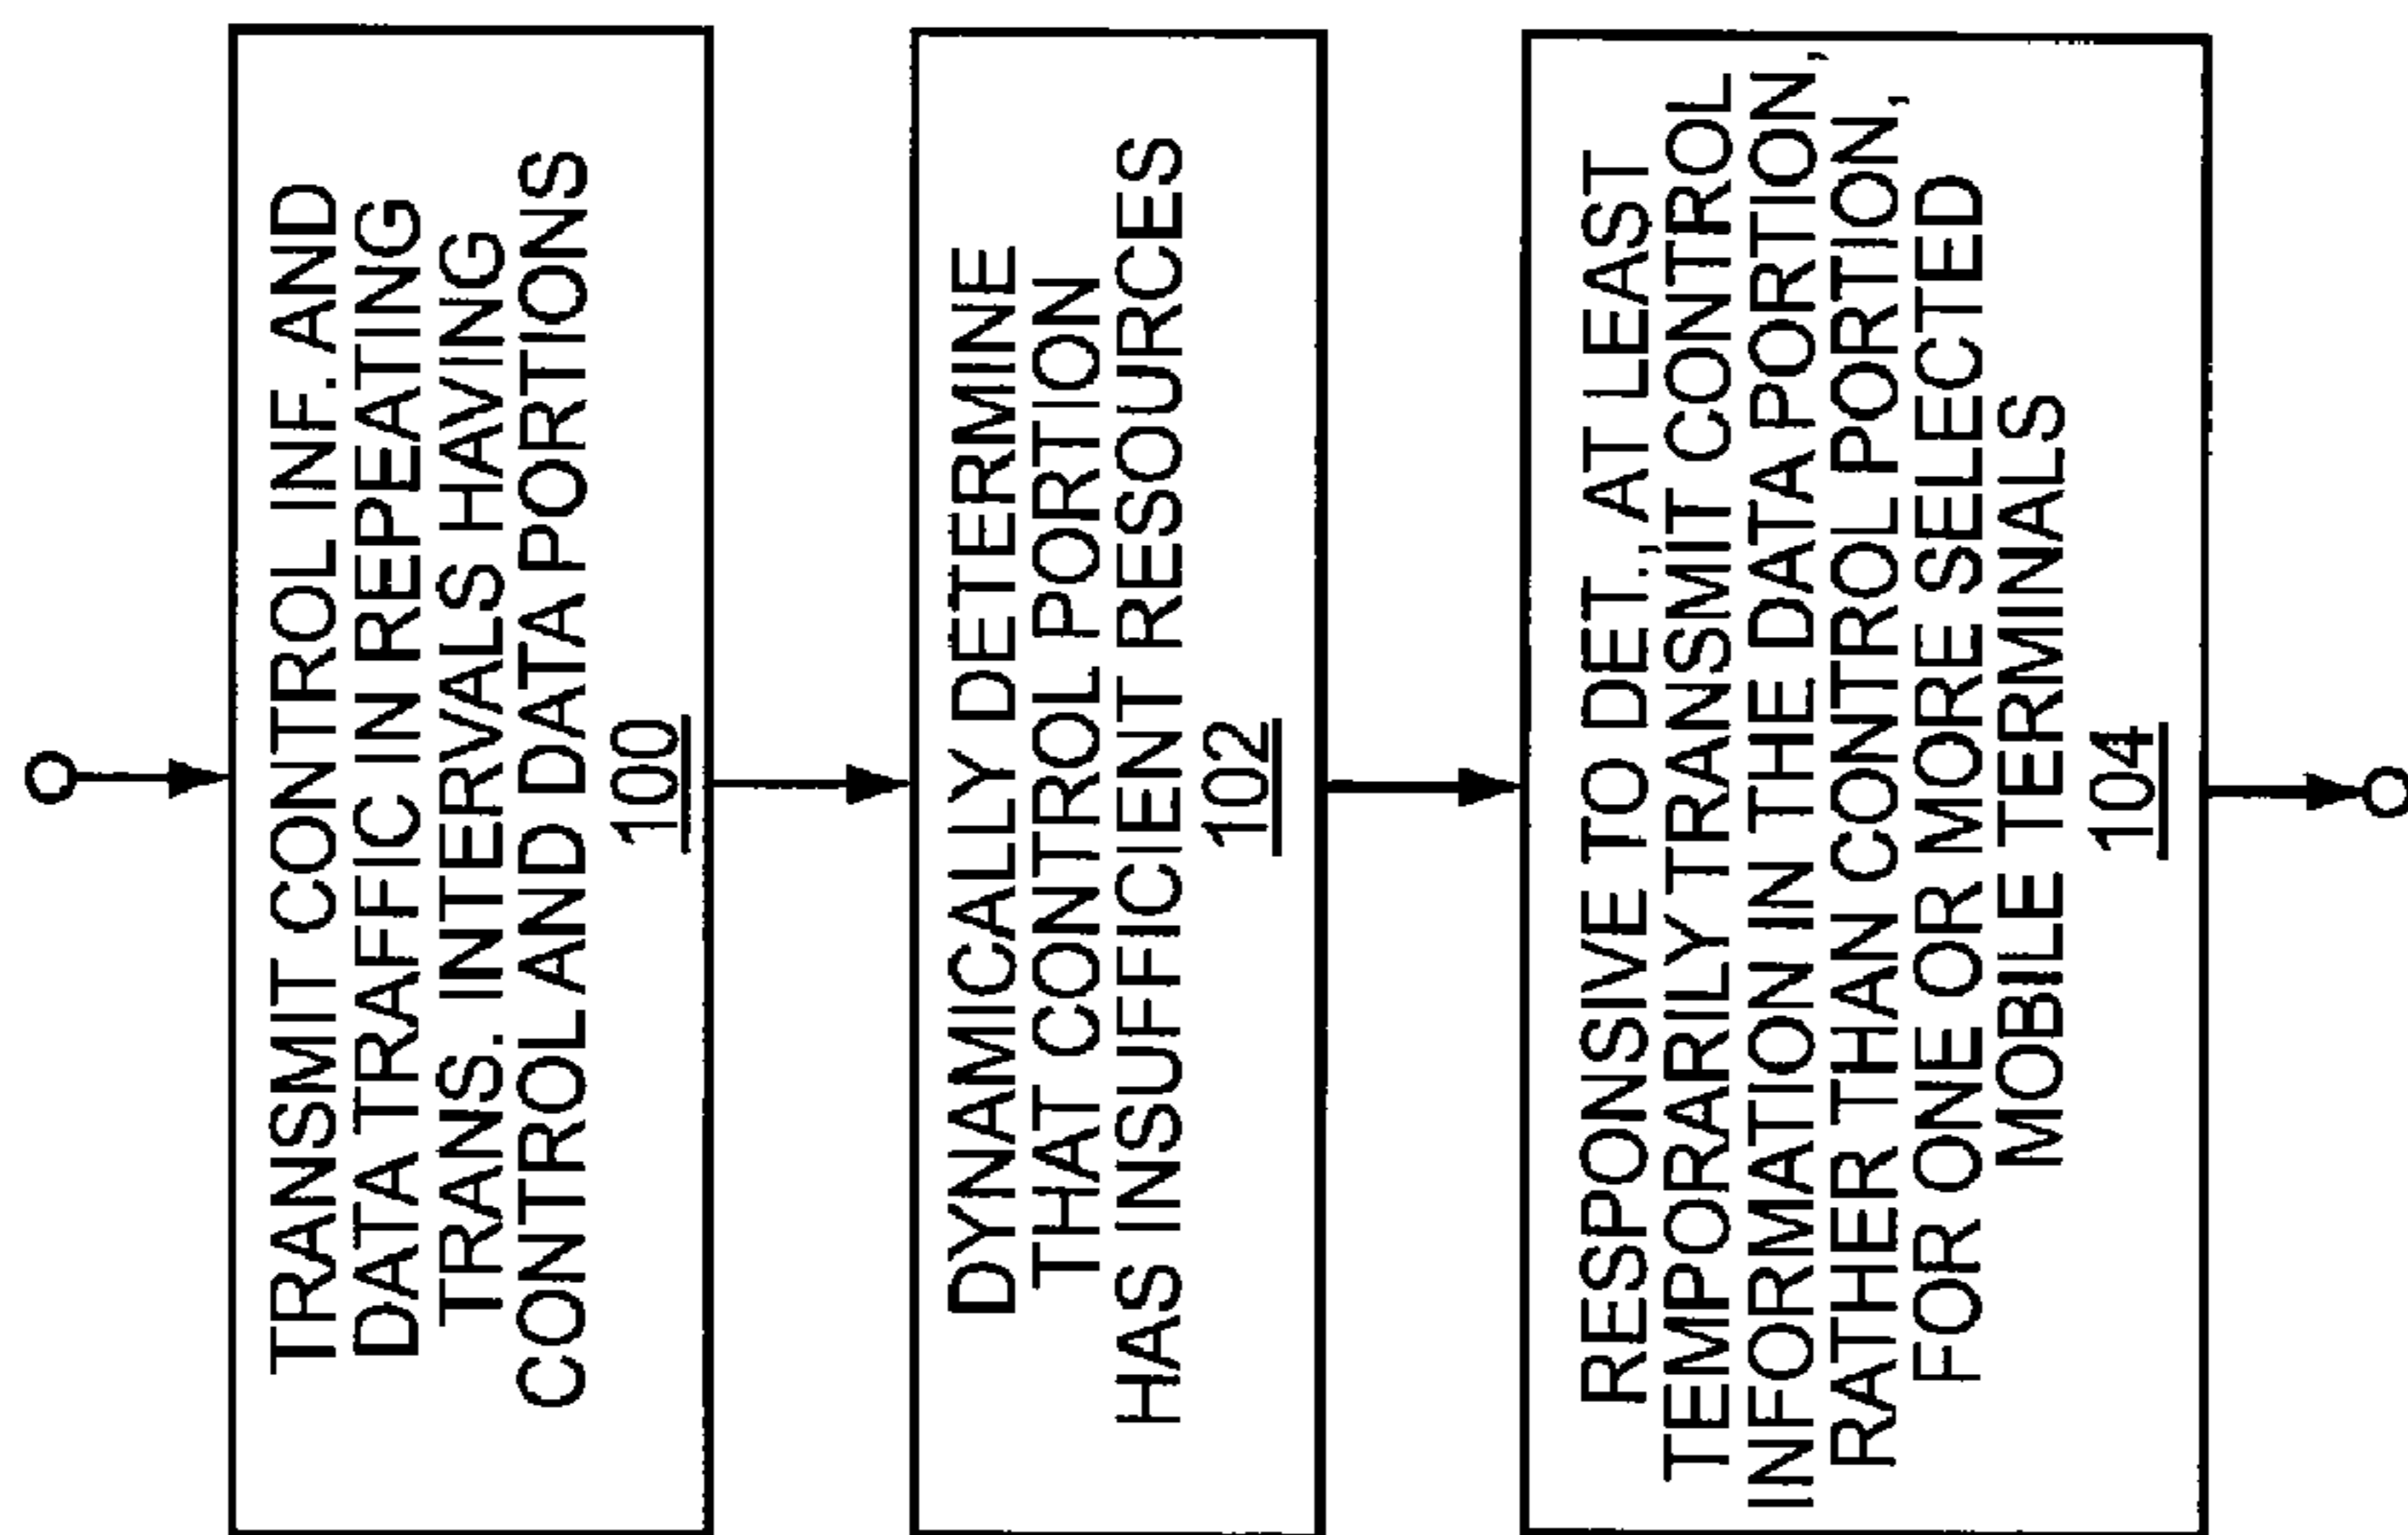 TRANSMIT CONTROL INF. AND
DATA TRAFFIC IN REPEATING
TRANS. INTERVALS HAVING
CONTROL AND DATA PORTIONS
100
DYNAMICALLY DETERMINE
THAT CONTROL PORTION
HAS INSUFFICIENT RESOURCES
102
RESPONSIVE TO DET., AT LEAST
TEMPORARILY TRANSMIT CONTROL
INFORMATION IN THE DATA PORTION,
RATHER THAN CONTROL PORTION,
FOR ONE OR MORE SELECTED
MOBILE TERMINALS
104